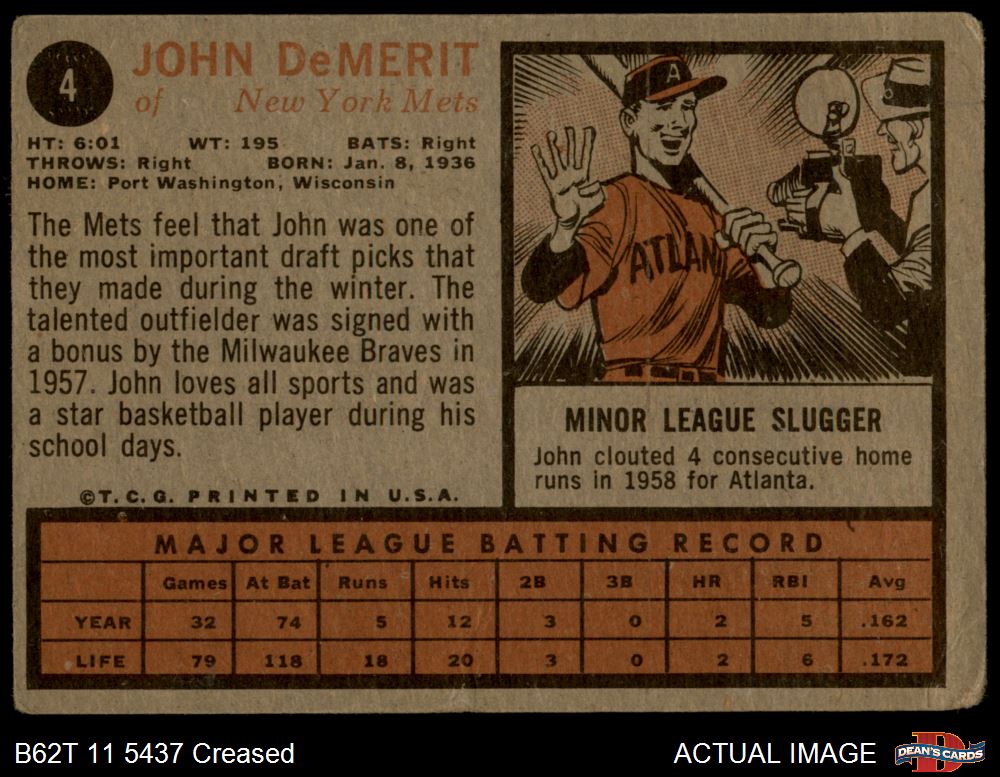 4
JOHN DeMERIT
of New York Mets
HT: 6:01 WT: 195 BATS: Right
THROWS: Right BORN: Jan. 8, 1936
HOME: Port Washington, Wisconsin
The Mets feel that John was one of
the most important draft picks that
they made during the winter. The
talented outfielder was signed with
a bonus by the Milwaukee Braves in
1957. John loves all sports and was
a star basketball player during his
school days.
©T.C.G. PRINTED IN U.S.A.
A
ATLAN
MINOR LEAGUE SLUGGER
John clouted 4 consecutive home
runs in 1958 for Atlanta.
MAJOR LEAGUE BATTING RECORD
Games At Bat Runs Hits 2B 3B HR RBI Avg
YEAR 32 74 5 12 3 0 2 5 .162
LIFE 79 118 18 20 3 0 2 6 .172
B62T 11 5437 Creased
ACTUAL IMAGE
D
DEAN'S CARDS